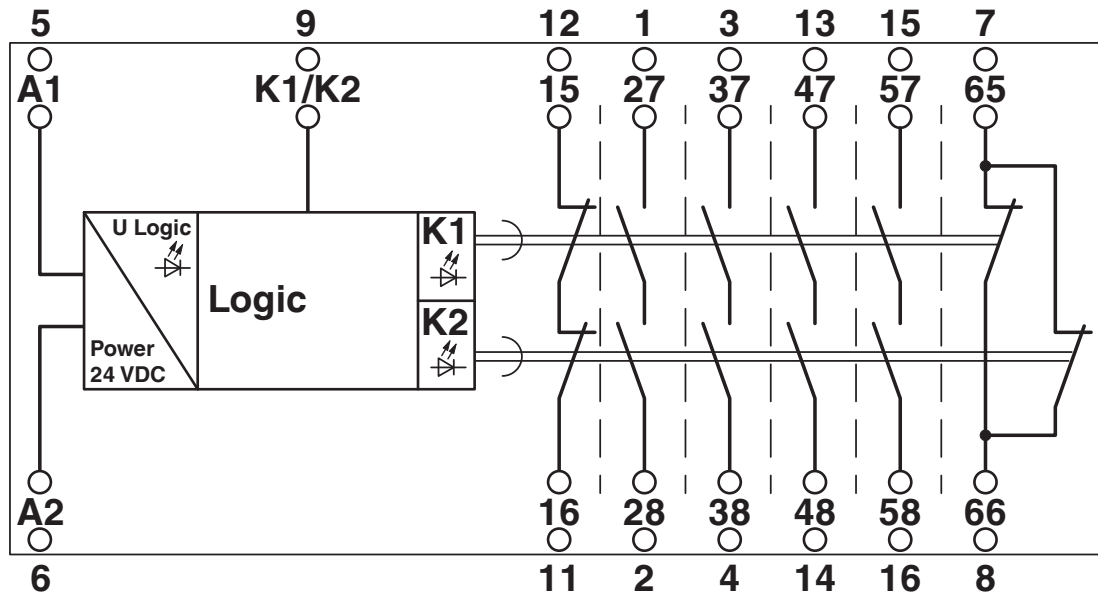 5 9 12 1 3 13 15 7
A1 K1/K2 15 27 37 47 57 65
U Logic K1
Logic
K2
Power
24 VDC
A2 16 28 38 48 58 66
6 11 2 4 14 16 8